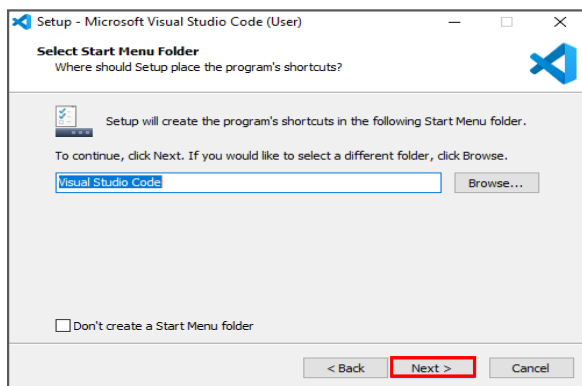 Setup - Microsoft Visual Studio Code (User)
Select Start Menu Folder
Where should Setup place the program's shortcuts?
Setup will create the program's shortcuts in the following Start Menu folder.
To continue, click Next. If you would like to select a different folder, click Browse.
Visual Studio Code
Browse...
Don't create a Start Menu folder
< Back
Next >
Cancel